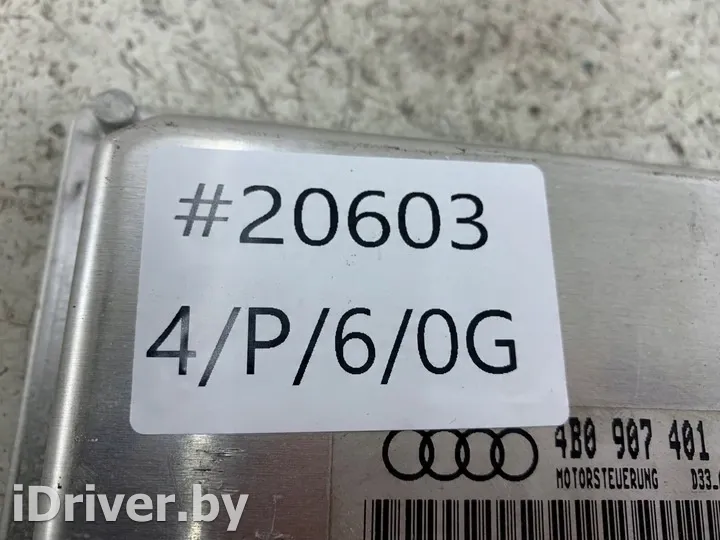 #20603
4/P/6/0G
4B0 907 401
MOTORSTEUERUNG
iDriver.by